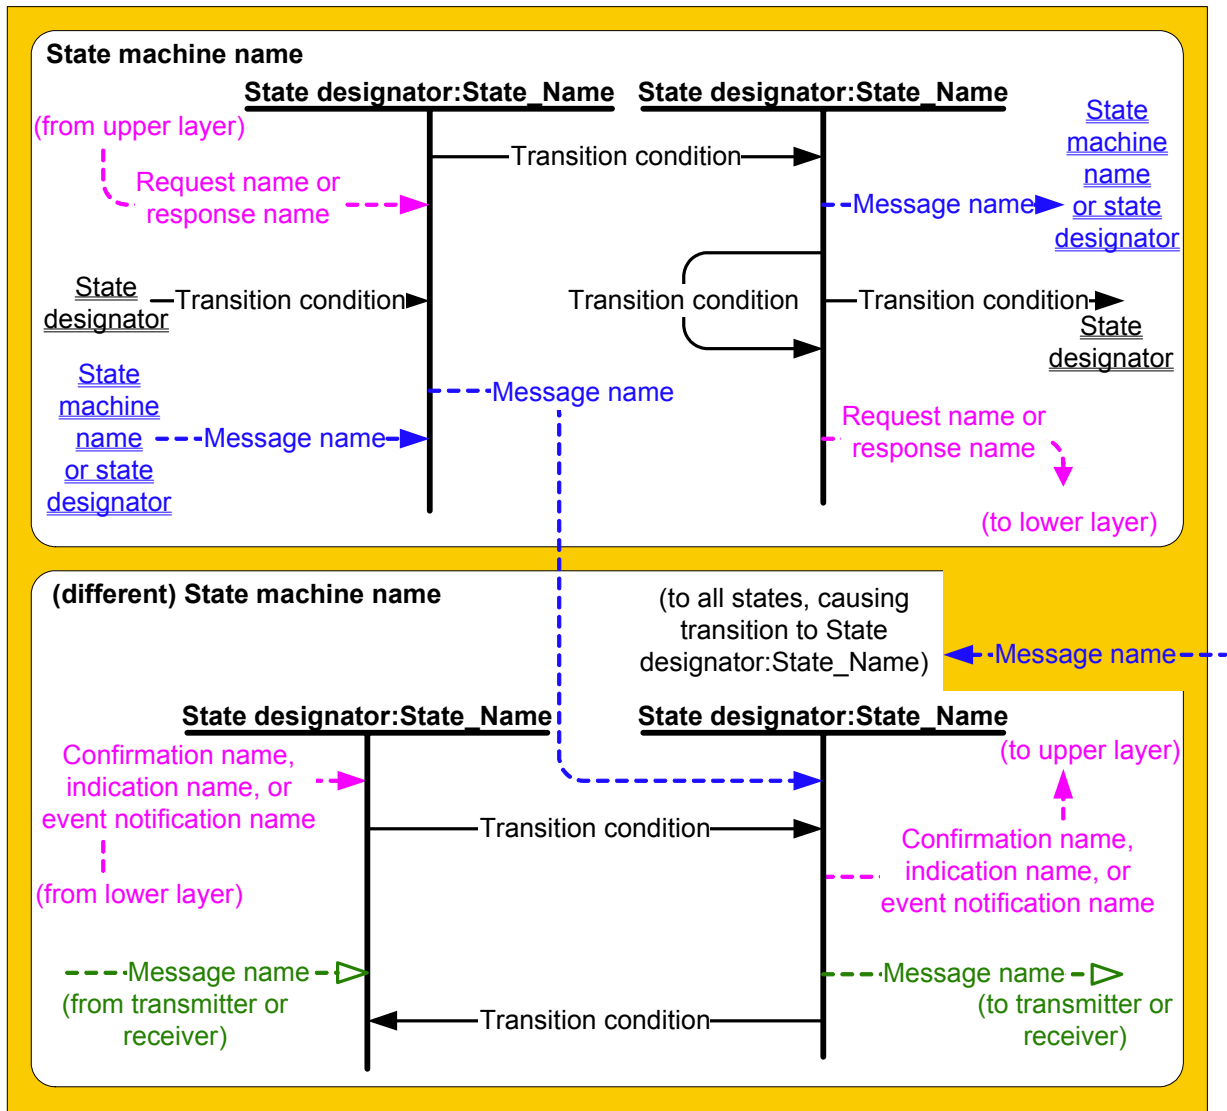 State machine name
State designator:State_Name
State designator:State_Name
(from upper layer)
Transition condition
State
machine
name
or state
designator
Request name or
response name
Message name
State
designator
Transition condition
Transition condition
Transition condition
State
designator
State
machine
name
or state
designator
Message name
Message name
Request name or
response name
(to lower layer)
(different) State machine name
(to all states, causing
transition to State
designator:State_Name)
Message name
State designator:State_Name
State designator:State_Name
Confirmation name,
indication name, or
event notification name
(from lower layer)
(to upper layer)
Transition condition
Confirmation name,
indication name, or
event notification name
Message name
(from transmitter or
receiver)
Message name
(to transmitter or
receiver)
Transition condition